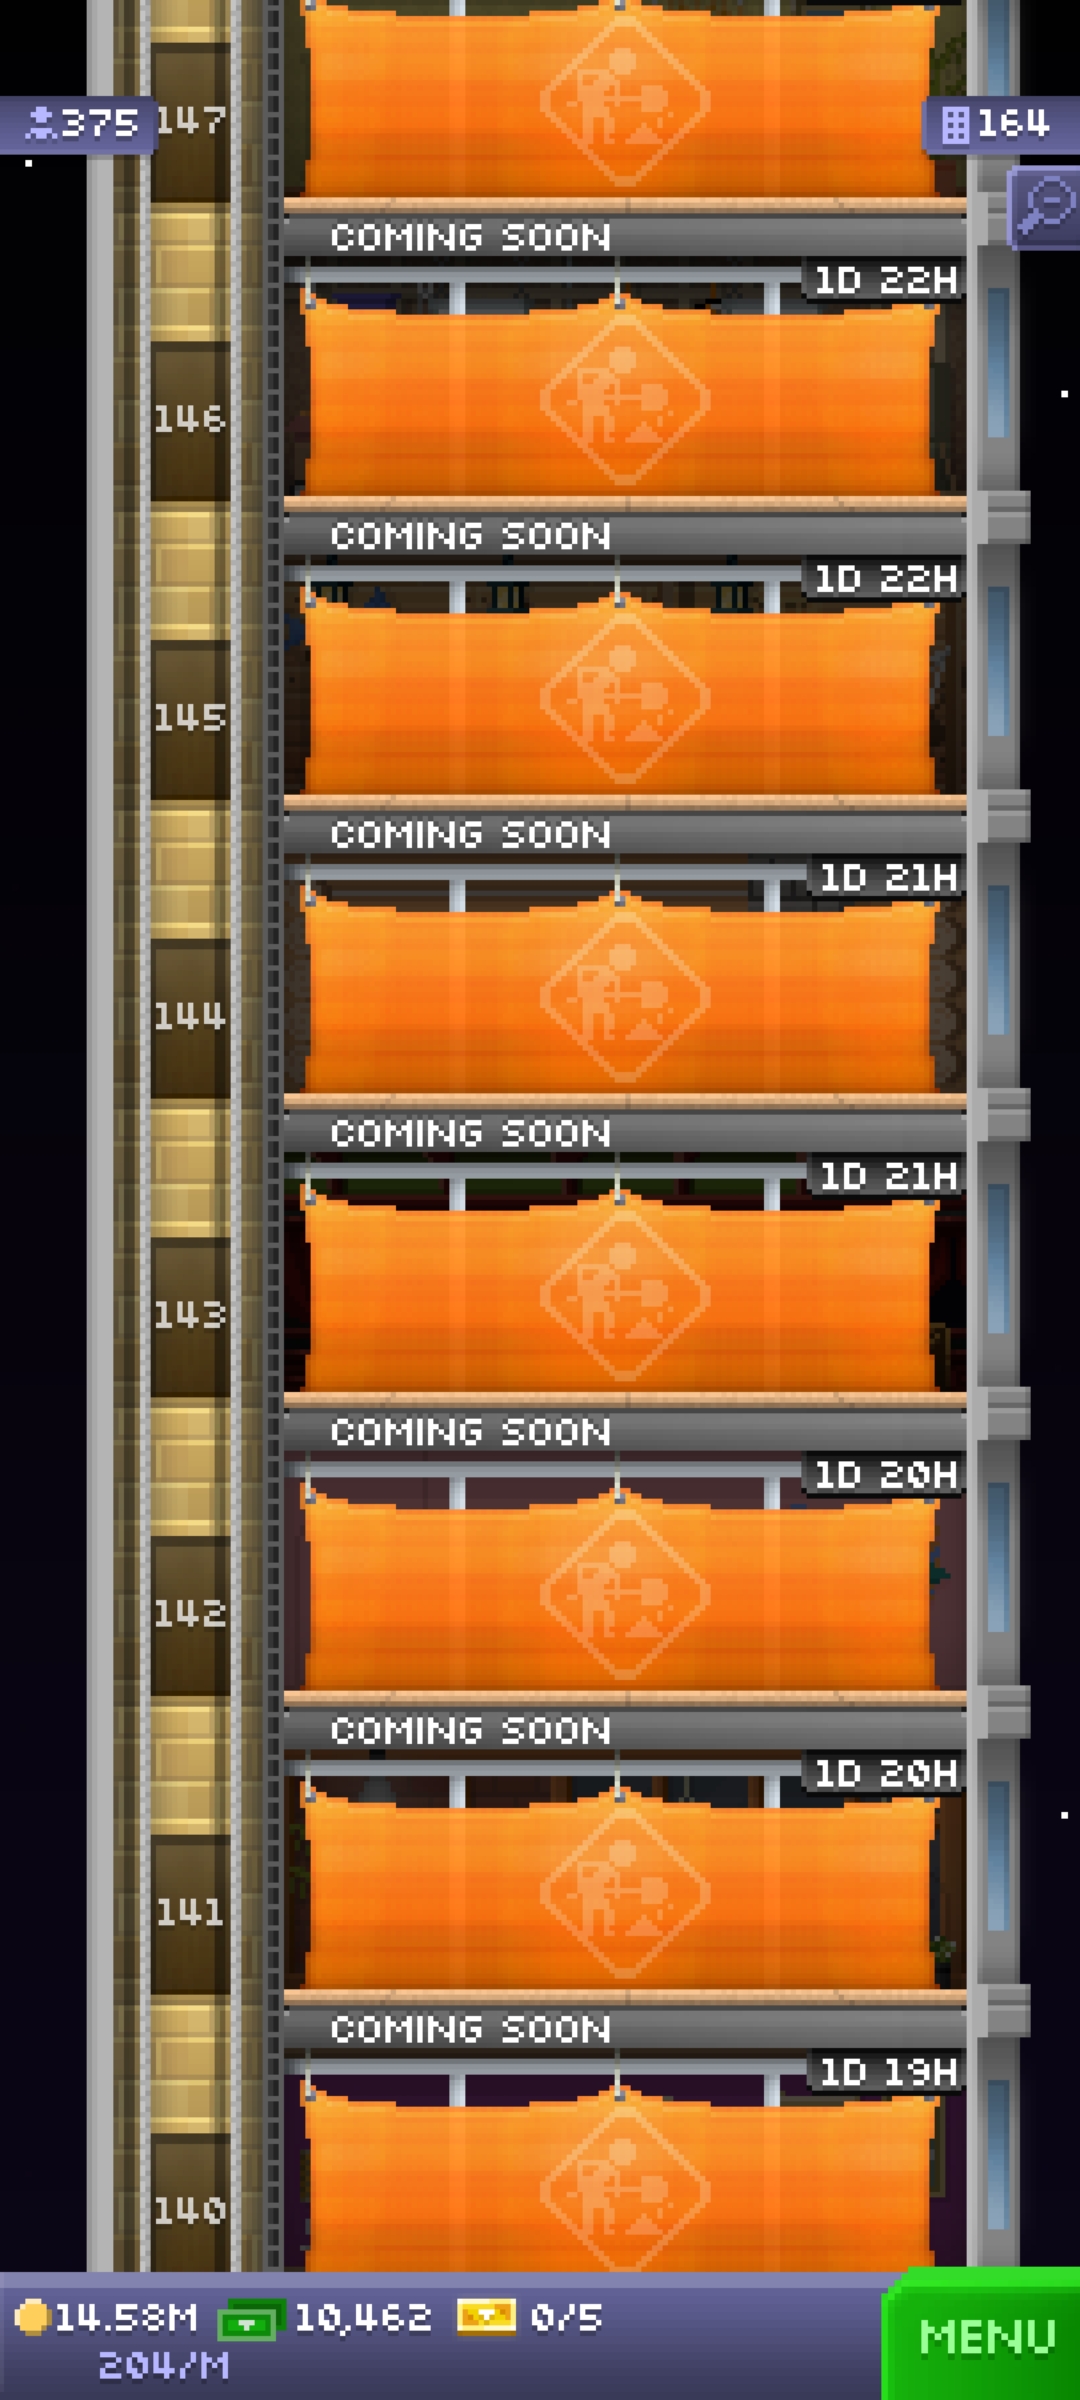 375
147
164
COMING SOON
1D 22H
146
COMING SOON
1D 22H
145
COMING SOON
1D 21H
144
COMING SOON
1D 21H
143
COMING SOON
1D 20H
142
COMING SOON
1D 20H
141
COMING SOON
1D 19H
140
14.58M 10,462 0/5
204/M
MENU